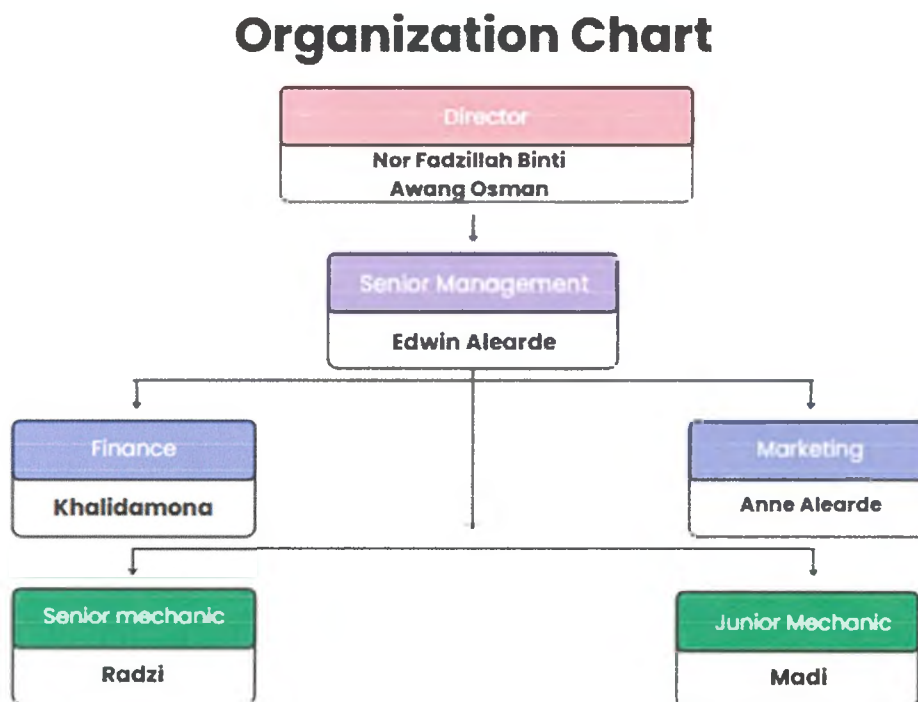 Organization Chart
Director
Nor Fadzillah Binti
Awang Osman
Senior Management
Edwin Alearde
Finance
Khalidamona
Marketing
Anne Alearde
Senior mechanic
Radzi
Junior Mechanic
Madi